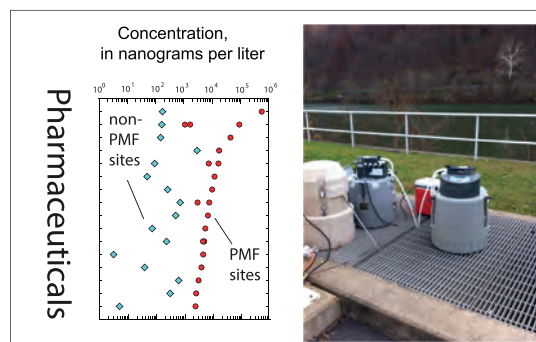 Concentration,
in nanograms per liter
10⁰ 10¹ 10² 10³ 10⁴ 10⁵ 10⁶
Pharmaceuticals
non-
PMF
sites
PMF
sites